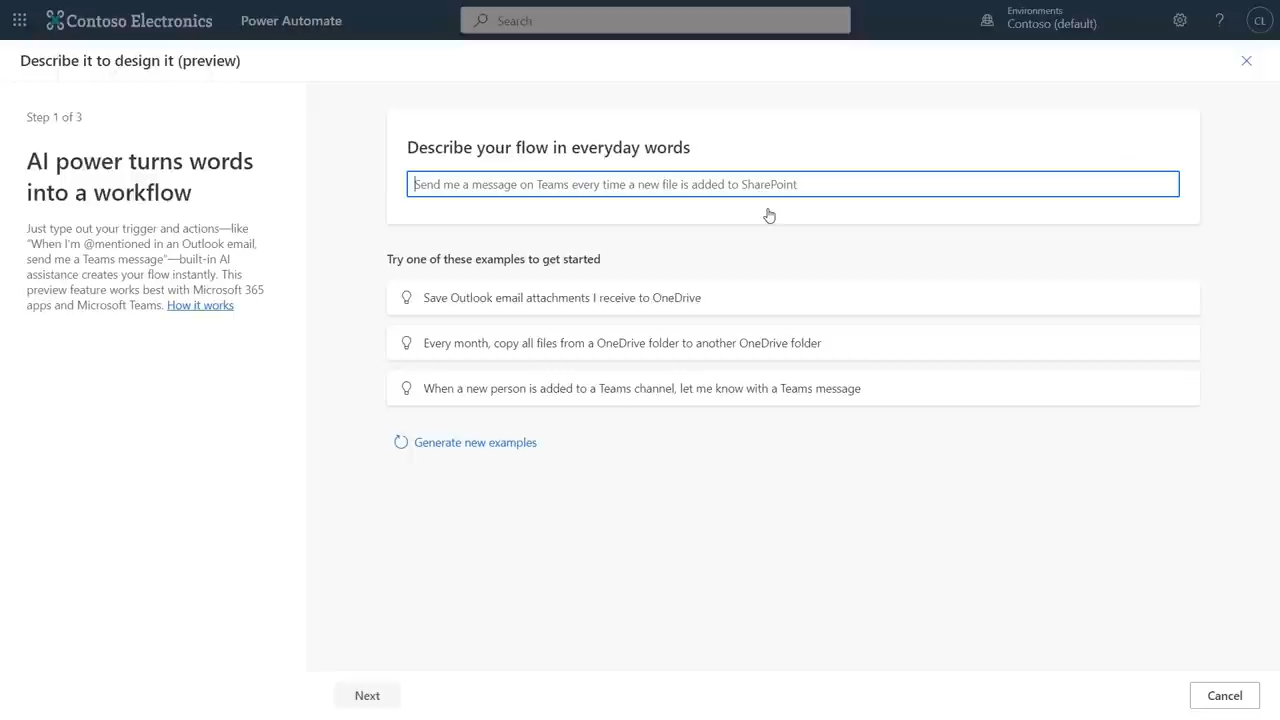 Contoso Electronics
Power Automate
Search
Environments
Contoso (default)
?
CL
Describe it to design it (preview)
Step 1 of 3
AI power turns words
into a workflow
Just type out your trigger and actions—like
"When I'm @mentioned in an Outlook email,
send me a Teams message"—built-in AI
assistance creates your flow instantly. This
preview feature works best with Microsoft 365
apps and Microsoft Teams. How it works
Describe your flow in everyday words
Send me a message on Teams every time a new file is added to SharePoint
Try one of these examples to get started
Save Outlook email attachments I receive to OneDrive
Every month, copy all files from a OneDrive folder to another OneDrive folder
When a new person is added to a Teams channel, let me know with a Teams message
Generate new examples
Next
Cancel